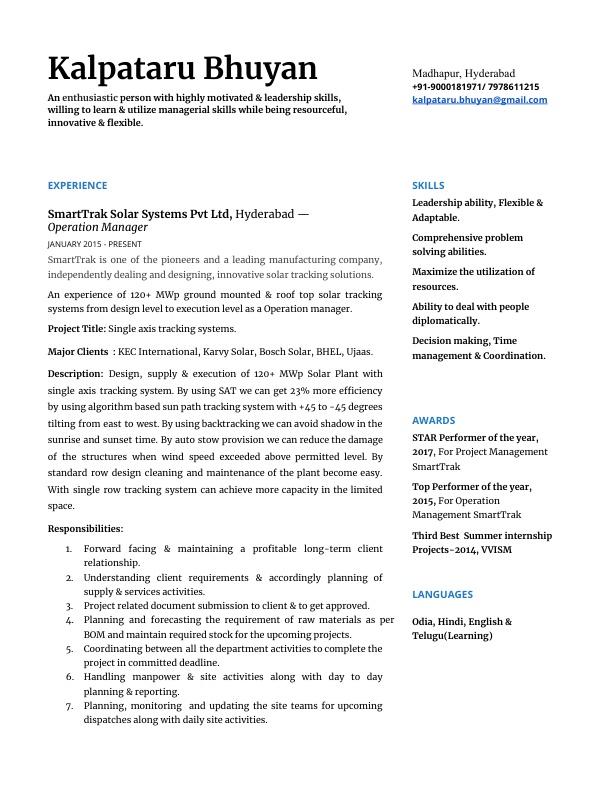 Kalpataru Bhuyan
An enthusiastic person with highly motivated & leadership skills,
willing to learn & utilize managerial skills while being resourceful,
innovative & flexible.
Madhapur, Hyderabad
+91-9000181971/ 7978611215
kalpataru.bhuyan@gmail.com
EXPERIENCE
SmartTrak Solar Systems Pvt Ltd, Hyderabad —
Operation Manager
JANUARY 2015 - PRESENT
SmartTrak is one of the pioneers and a leading manufacturing company,
independently dealing and designing, innovative solar tracking solutions.
An experience of 120+ MWp ground mounted & roof top solar tracking
systems from design level to execution level as a Operation manager.
Project Title: Single axis tracking systems.
Major Clients : KEC International, Karvy Solar, Bosch Solar, BHEL, Ujaas.
Description: Design, supply & execution of 120+ MWp Solar Plant with
single axis tracking system. By using SAT we can get 23% more efficiency
by using algorithm based sun path tracking system with +45 to -45 degrees
tilting from east to west. By using backtracking we can avoid shadow in the
sunrise and sunset time. By auto stow provision we can reduce the damage
of the structures when wind speed exceeded above permitted level. By
standard row design cleaning and maintenance of the plant become easy.
With single row tracking system can achieve more capacity in the limited
space.
Responsibilities:
1. Forward facing & maintaining a profitable long-term client
relationship.
2. Understanding client requirements & accordingly planning of
supply & services activities.
3. Project related document submission to client & to get approved.
4. Planning and forecasting the requirement of raw materials as per
BOM and maintain required stock for the upcoming projects.
5. Coordinating between all the department activities to complete the
project in committed deadline.
6. Handling manpower & site activities along with day to day
planning & reporting.
7. Planning, monitoring and updating the site teams for upcoming
dispatches along with daily site activities.
SKILLS
Leadership ability, Flexible &
Adaptable.
Comprehensive problem
solving abilities.
Maximize the utilization of
resources.
Ability to deal with people
diplomatically.
Decision making, Time
management & Coordination.
AWARDS
STAR Performer of the year,
2017, For Project Management
SmartTrak
Top Performer of the year,
2015, For Operation
Management SmartTrak
Third Best Summer internship
Projects-2014, VVISM
LANGUAGES
Odia, Hindi, English &
Telugu(Learning)